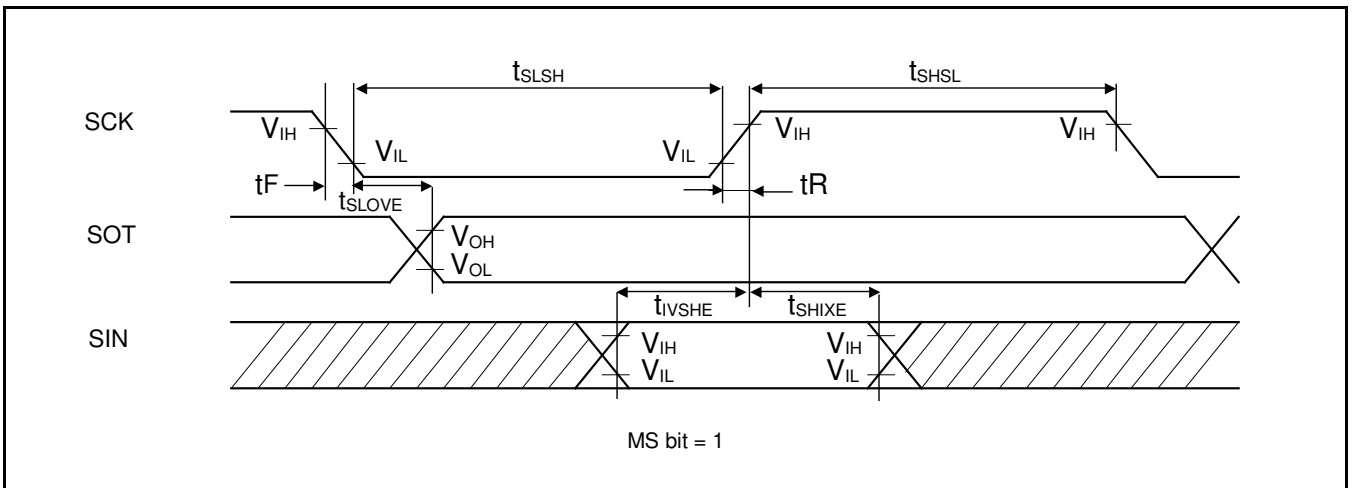 tSLSH
tSHSL
SCK
VIH
VIL
VIL
VIH
VIH
tF
tSLOVE
tR
SOT
VOH
VOL
tIVSHE
tSHIXE
SIN
VIH
VIL
VIH
VIL
MS bit = 1